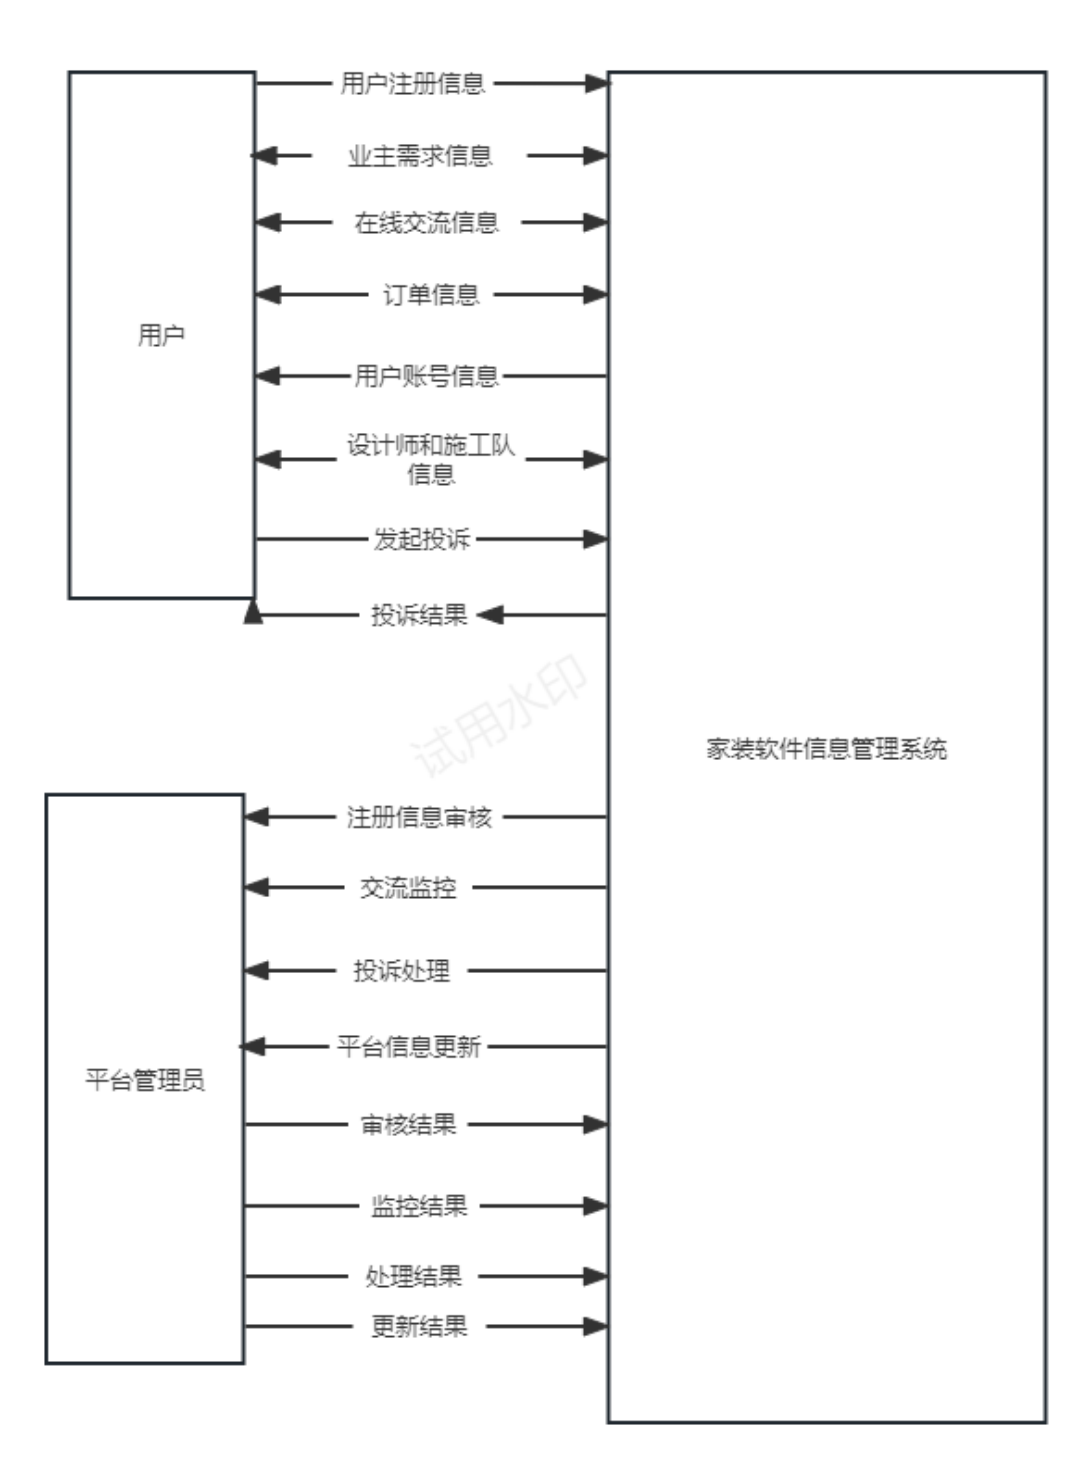 用户注册信息
业主需求信息
在线交流信息
订单信息
用户
用户账号信息
设计师和施工队
信息
发起投诉
投诉结果
试用水印
家装软件信息管理系统
注册信息审核
交流监控
投诉处理
平台信息更新
平台管理员
审核结果
监控结果
处理结果
更新结果